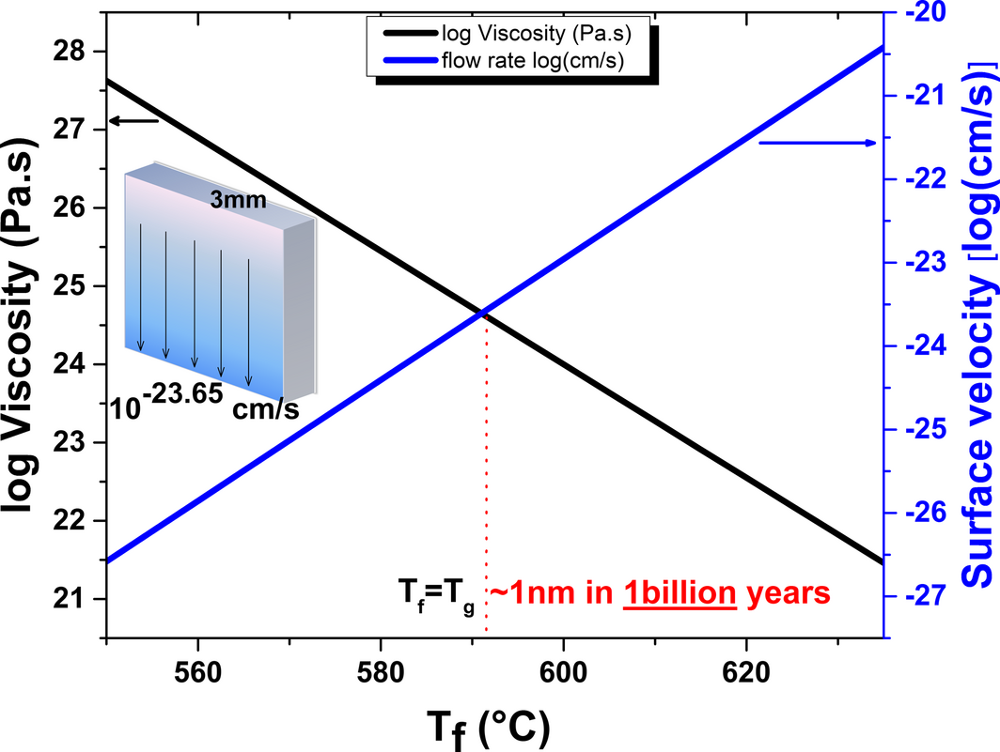 log Viscosity (Pa.s)
flow rate log(cm/s)
log Viscosity (Pa.s)
28
27
26
25
24
23
22
21
3mm
10-23.65 cm/s
Tf=Tg
~1nm in 1billion years
560
580
600
620
Tf (°C)
-20
-21
-22
-23
-24
-25
-26
-27
Surface velocity [log(cm/s)]